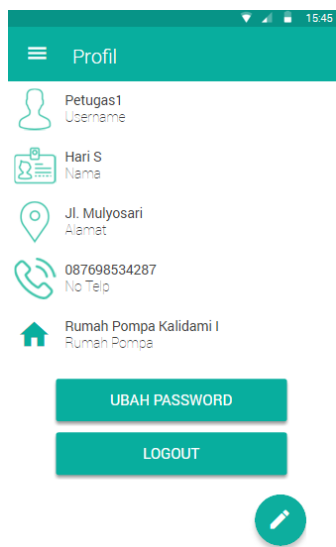 15:45
Profil
Petugas1
Username
Hari S
Nama
Jl. Mulyosari
Alamat
087698534287
No Telp
Rumah Pompa Kalidami I
Rumah Pompa
UBAH PASSWORD
LOGOUT